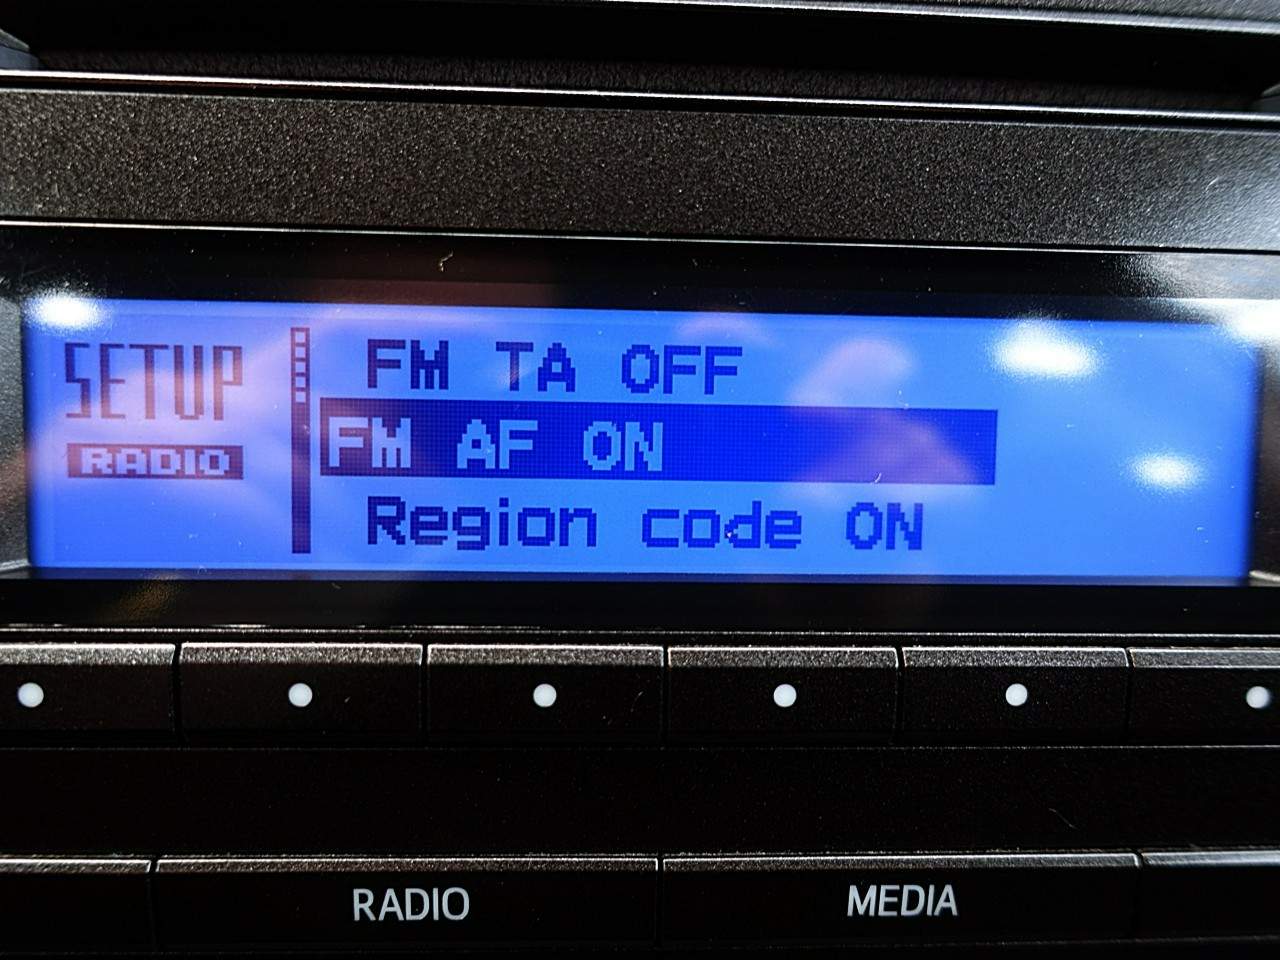 SETUP
RADIO
FM TA OFF
FM AF ON
Region code ON
RADIO
MEDIA